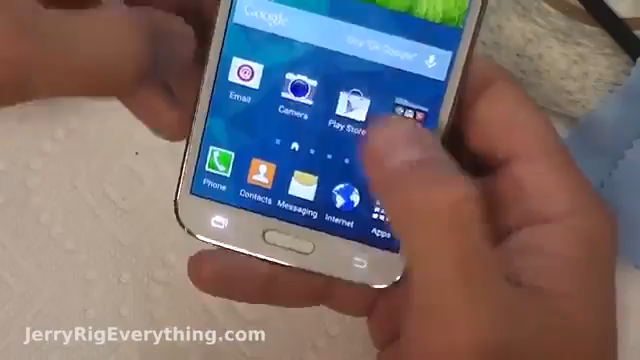 Google
Say "Ok Google"
Email
Camera
Play Store
Phone
Contacts
Messaging
Internet
Apps
JerryRigEverything.com